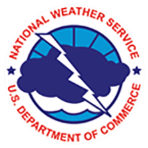 NATIONAL WEATHER SERVICE
U.S. DEPARTMENT OF COMMERCE